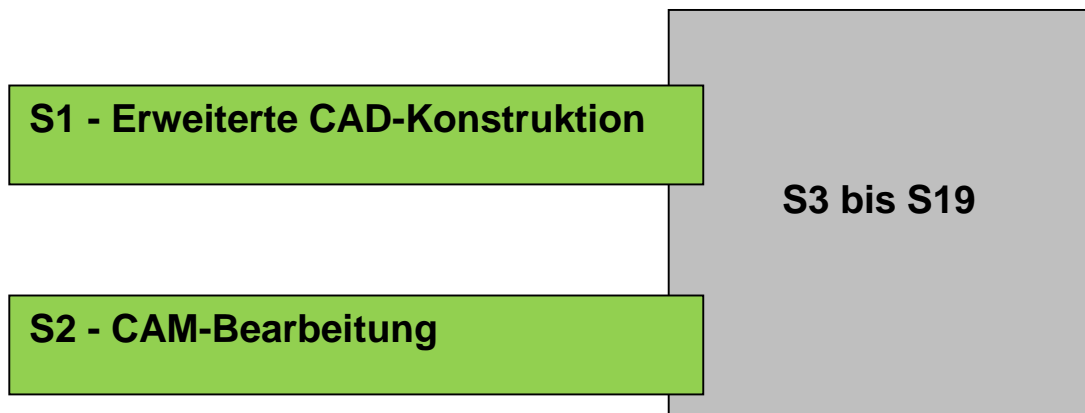 S1 - Erweiterte CAD-Konstruktion
S3 bis S19
S2 - CAM-Bearbeitung